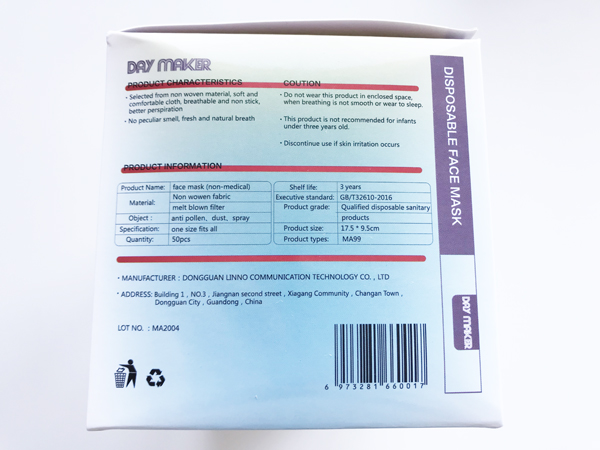 DAY MAKER
PRODUCT CHARACTERISTICS
· Selected from non woven material, soft and
comfortable cloth, breathable and non stick,
better perspiration
· No peculiar smell, fresh and natural breath
COUTION
· Do not wear this product in enclosed space,
when breathing is not smooth or wear to sleep.
· This product is not recommended for infants
under three years old.
· Discontinue use if skin irritation occurs
PRODUCT INFORMATION
Product Name: face mask (non-medical)
Material: Non woven fabric
melt blown filter
Object : anti pollen, dust, spray
Specification: one size fits all
Quantity: 50pcs
Shelf life: 3 years
Executive standard: GB/T32610-2016
Product grade: Qualified disposable sanitary
products
Product size: 17.5 * 9.5cm
Product types: MA99
· MANUFACTURER : DONGGUAN LINNO COMMUNICATION TECHNOLOGY CO. , LTD
· ADDRESS: Building 1 , NO.3 , Jiangnan second street , Xiagang Community , Changan Town ,
Dongguan City , Guandong , China
LOT NO. : MA2004
6 973281 660017
DISPOSABLE FACE MASK
DAY MAKER